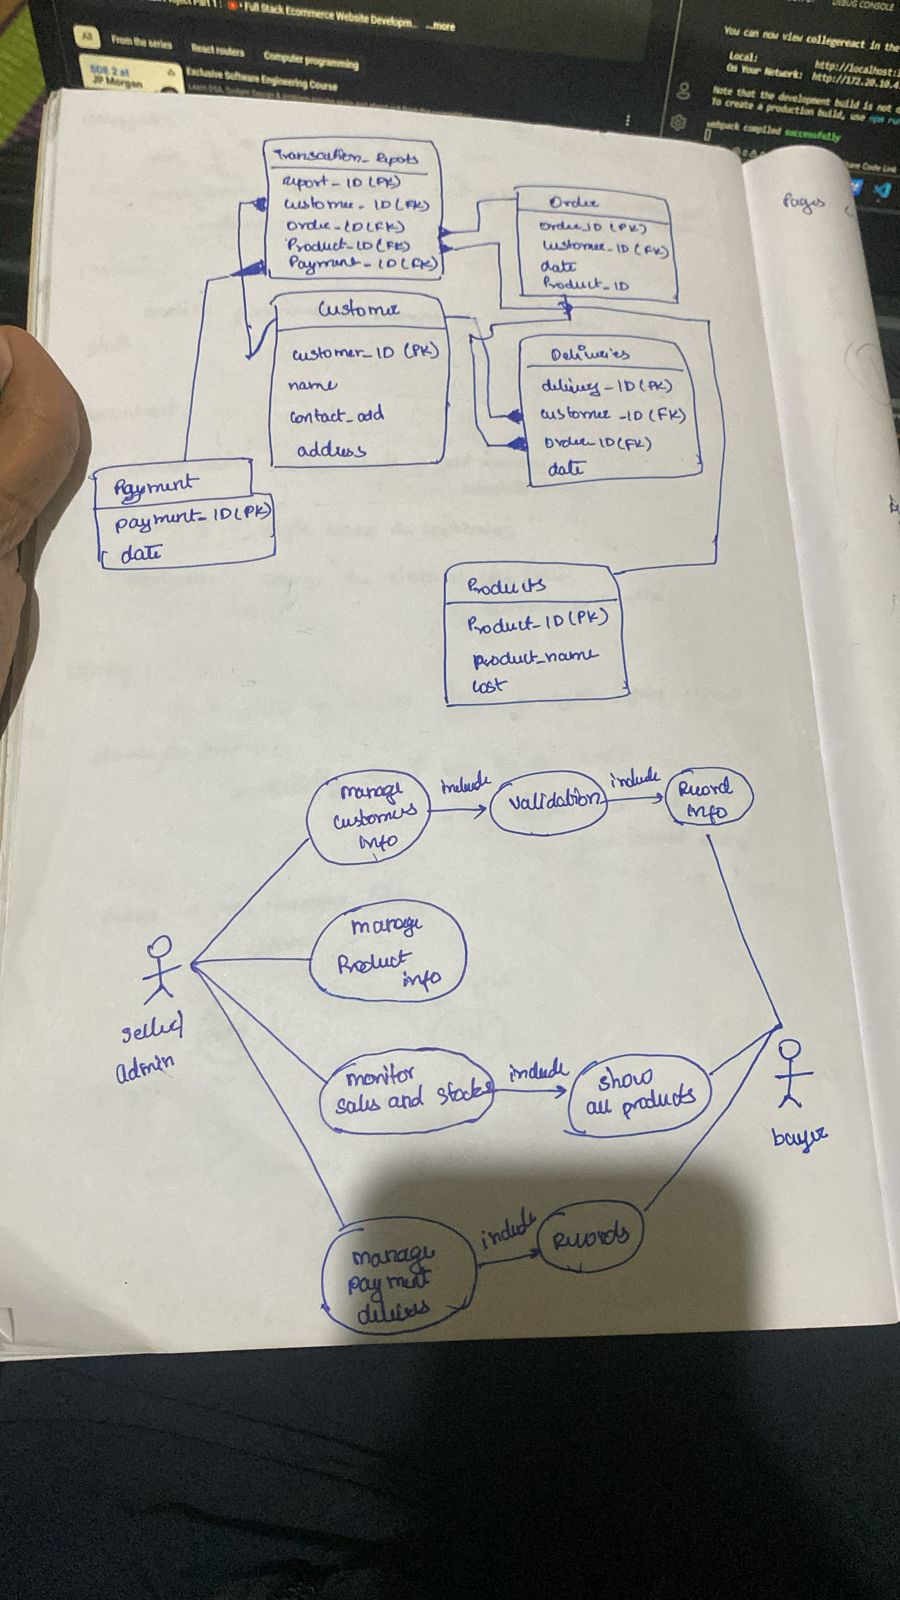 Full Stack Ecommerce Website Developm... ...more
DEBUG CONSOLE
All
From the series
React routers
Computer programming
SDE 2 at
JP Morgan
Exclusive Software Engineering Course
You can now view collegereact in the
Local: http://localhost:
On Your Network: http://172.20.10.4
Note that the development build is not o
To create a production build, use npm ru
webpack compiled successfully
Share Code Link
Pages
Transaction_Repots
report_ID (PK)
customer_ID (FK)
Order_ID (FK)
Product_ID (FK)
Payment_ID (FK)
Order
Order_ID (PK)
customer_ID (FK)
date
Product_ID
Customer
customer_ID (PK)
name
contact_add
address
Deliveries
delivery_ID (PK)
customer_ID (FK)
order_ID (FK)
date
Payment
payment_ID (PK)
date
Products
Product_ID (PK)
product_name
cost
manage
customers
info
include
validation
include
Record
info
manage
Product
info
seller/
admin
monitor
sales and stocks
include
show
all products
buyer
manage
payment
include
Records